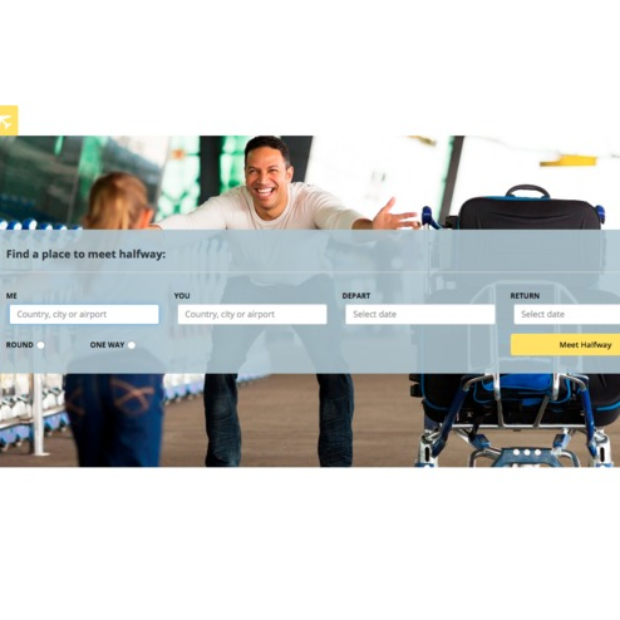 Find a place to meet halfway:
ME YOU DEPART RETURN
Country, city or airport Country, city or airport Select date Select date
ROUND ONE WAY Meet Halfway